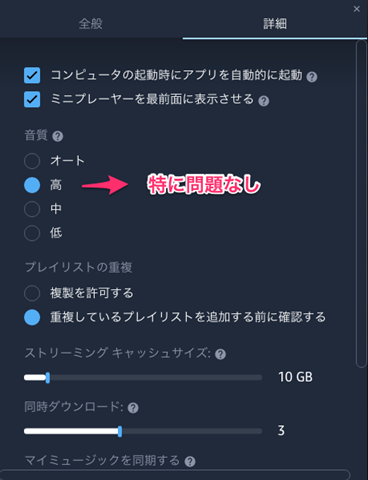 全般
詳細
コンピュータの起動時にアプリを自動的に起動 ?
ミニプレーヤーを最前面に表示させる ?
音質 ?
オート
高 特に問題なし
中
低
プレイリストの重複
複製を許可する
重複しているプレイリストを追加する前に確認する
ストリーミング キャッシュサイズ: ?
10 GB
同時ダウンロード: ?
3
マイミュージックを同期する ?